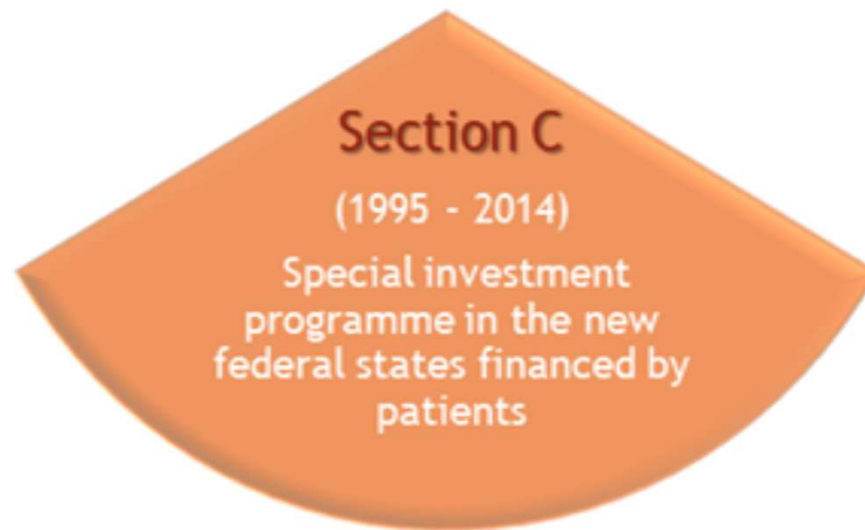 Section C
(1995 - 2014)
Special investment
programme in the new
federal states financed by
patients